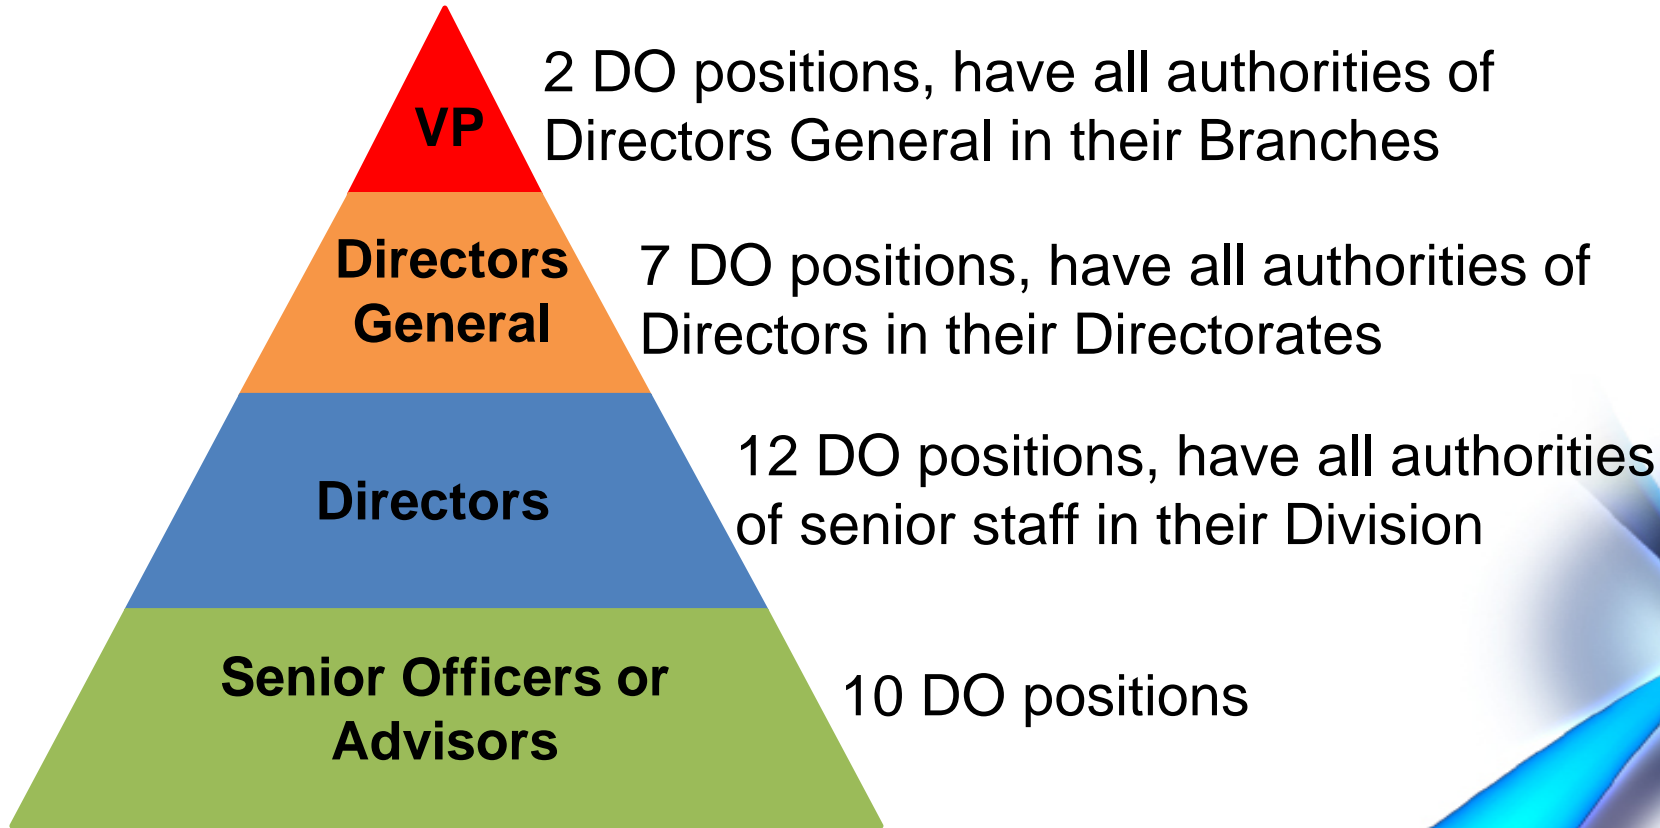 VP
2 DO positions, have all authorities of
Directors General in their Branches
Directors
General
7 DO positions, have all authorities of
Directors in their Directorates
Directors
12 DO positions, have all authorities
of senior staff in their Division
Senior Officers or
Advisors
10 DO positions